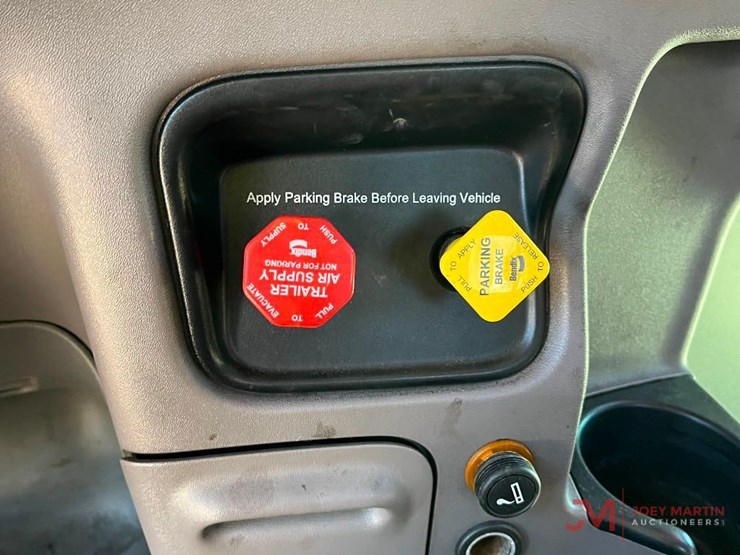 Apply Parking Brake Before Leaving Vehicle
PUSH TO SUPPLY
Bendix
TRAILER
AIR SUPPLY
NOT FOR PARKING
PULL TO EVACUATE
PULL TO APPLY
PARKING
BRAKE
Bendix
PUSH TO RELEASE
JM JOEY MARTIN
AUCTIONEERS